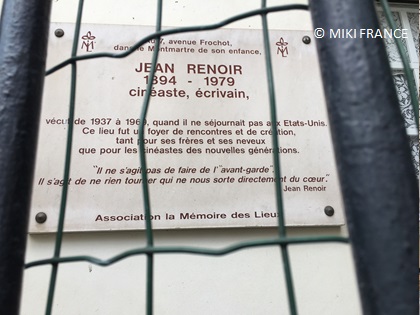 © MIKI FRANCE
7, avenue Frochot,
dans le Montmartre de son enfance,
JEAN RENOIR
1894 - 1979
cinéaste, écrivain,
vécut de 1937 à 1969, quand il ne séjournait pas aux Etats-Unis.
Ce lieu fut un foyer de rencontres et de création,
tant pour ses frères et ses neveux
que pour les cinéastes des nouvelles générations.
"Il ne s'agit pas de faire de l'"avant-garde".
Il s'agit de ne rien tourner qui ne nous sorte directement du cœur."
Jean Renoir
Association la Mémoire des Lieux